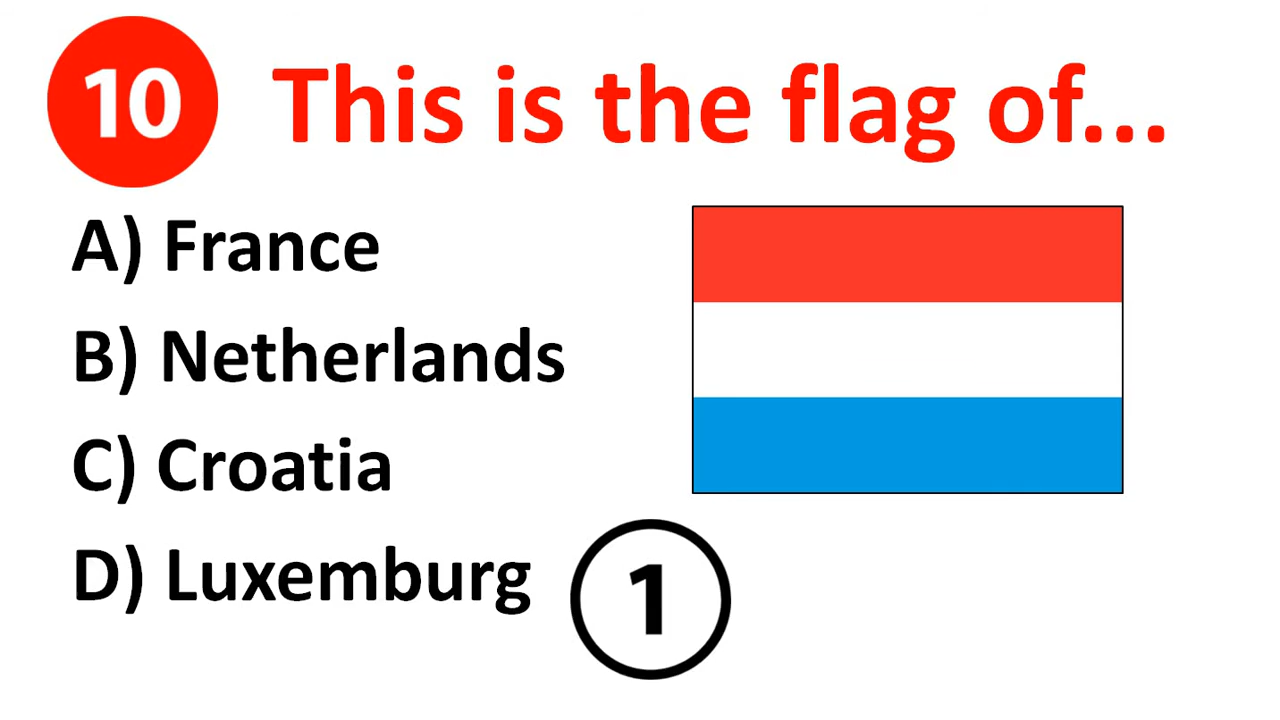 10 This is the flag of...
A) France
B) Netherlands
C) Croatia
D) Luxemburg
1